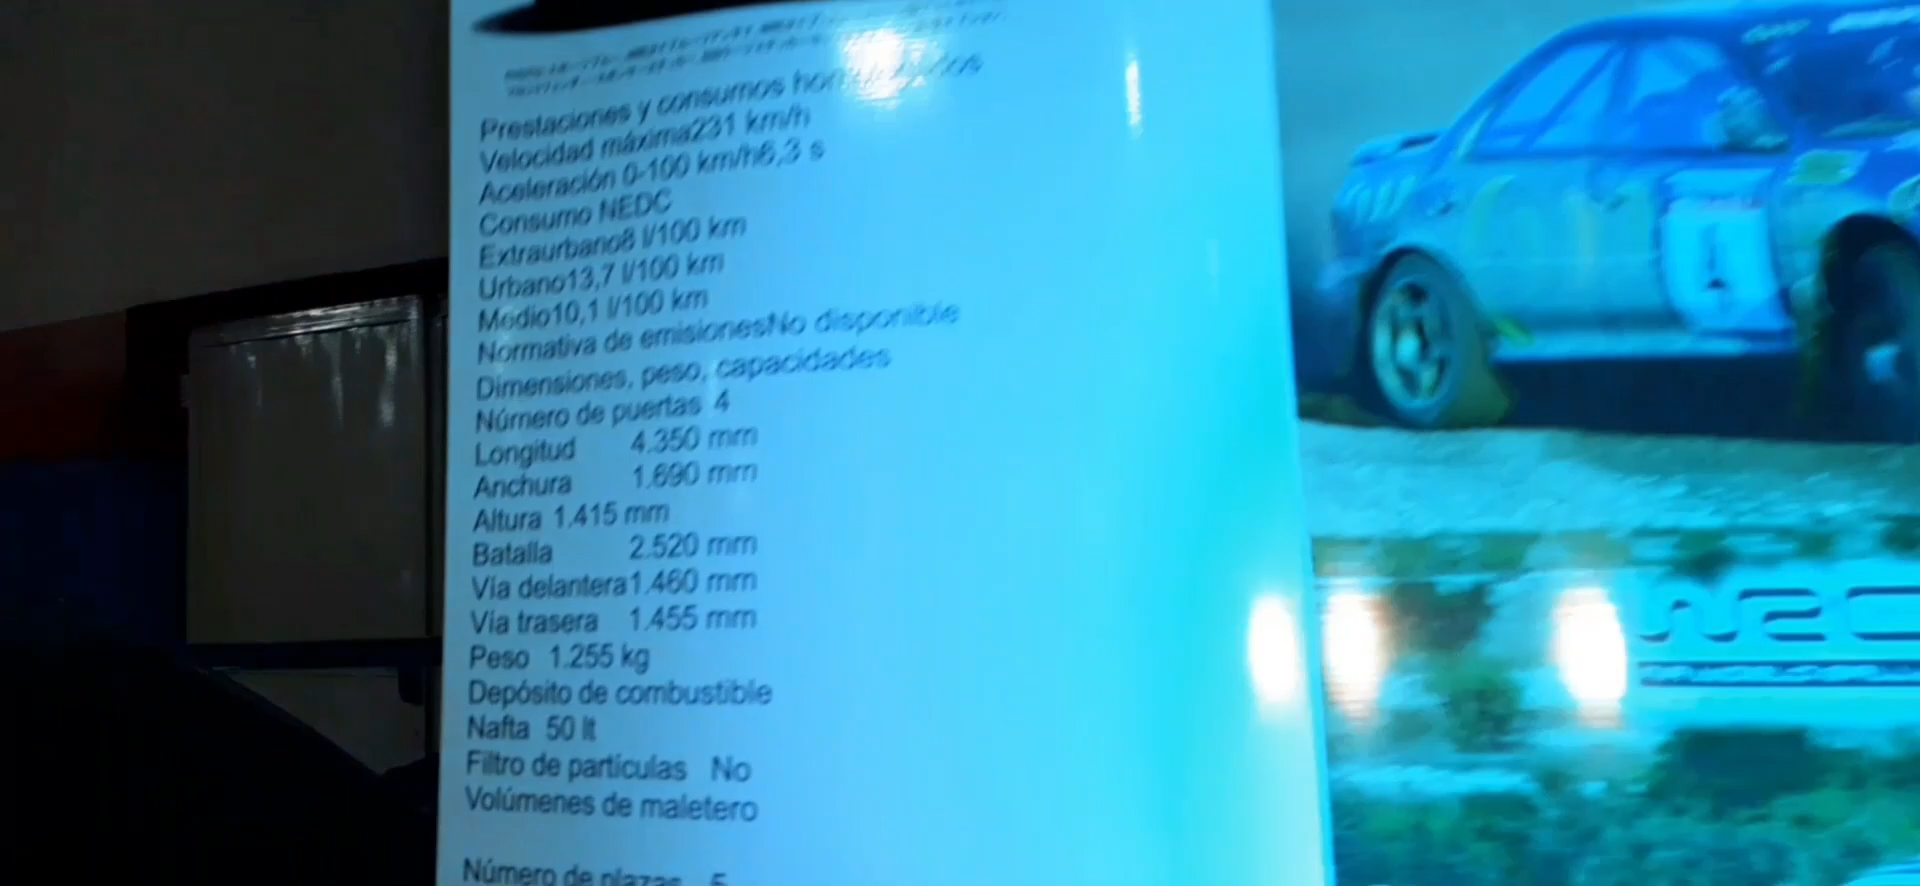 Prestaciones y consumos
Velocidad máxima231 km/h
Aceleración 0-100 km/h6,3 s
Consumo NEDC
Extraurbano8 l/100 km
Urbano13,7 l/100 km
Medio10,1 l/100 km
Normativa de emisionesNo disponible
Dimensiones, peso, capacidades
Número de puertas 4
Longitud 4.350 mm
Anchura 1.690 mm
Altura 1.415 mm
Batalla 2.520 mm
Vía delantera1.460 mm
Vía trasera 1.455 mm
Peso 1.255 kg
Depósito de combustible
Nafta 50 lt
Filtro de partículas No
Volúmenes de maletero
Número de plazas 5
1